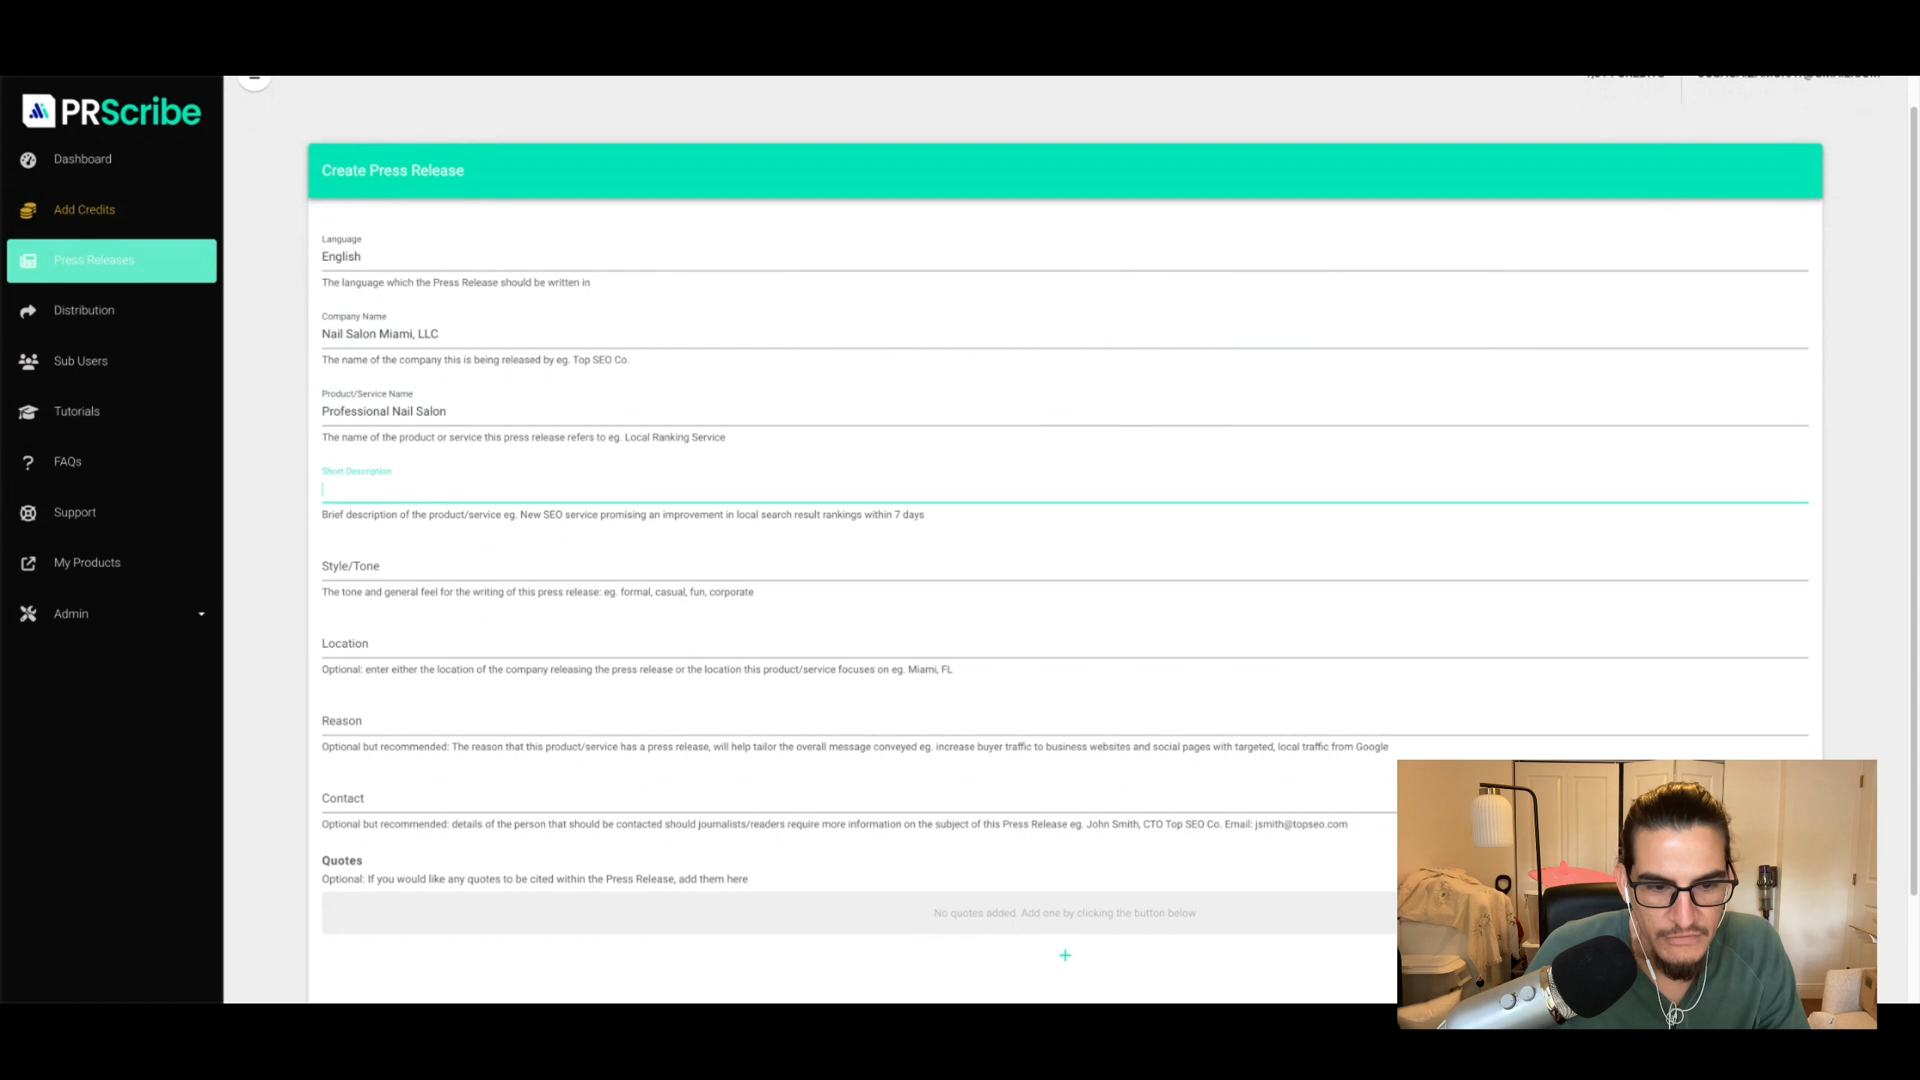 PRScribe
Dashboard
Add Credits
Press Releases
Distribution
Sub Users
Tutorials
FAQs
Support
My Products
Admin
Create Press Release
Language
English
The language which the Press Release should be written in
Company Name
Nail Salon Miami, LLC
The name of the company this is being released by eg. Top SEO Co.
Product/Service Name
Professional Nail Salon
The name of the product or service this press release refers to eg. Local Ranking Service
Short Description
Brief description of the product/service eg. New SEO service promising an improvement in local search result rankings within 7 days
Style/Tone
The tone and general feel for the writing of this press release: eg. formal, casual, fun, corporate
Location
Optional: enter either the location of the company releasing the press release or the location this product/service focuses on eg. Miami, FL
Reason
Optional but recommended: The reason that this product/service has a press release, will help tailor the overall message conveyed eg. increase buyer traffic to business websites and social pages with targeted, local traffic from Google
Contact
Optional but recommended: details of the person that should be contacted should journalists/readers require more information on the subject of this Press Release eg. John Smith, CTO Top SEO Co. Email: jsmith@topseo.com
Quotes
Optional: If you would like any quotes to be cited within the Press Release, add them here
No quotes added. Add one by clicking the button below
+